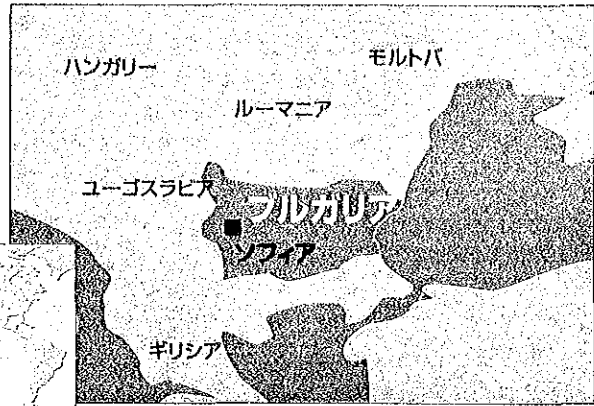 ハンガリー
モルトバ
ルーマニア
ユーゴスラビア
ブルガリア
ソフィア
ギリシア